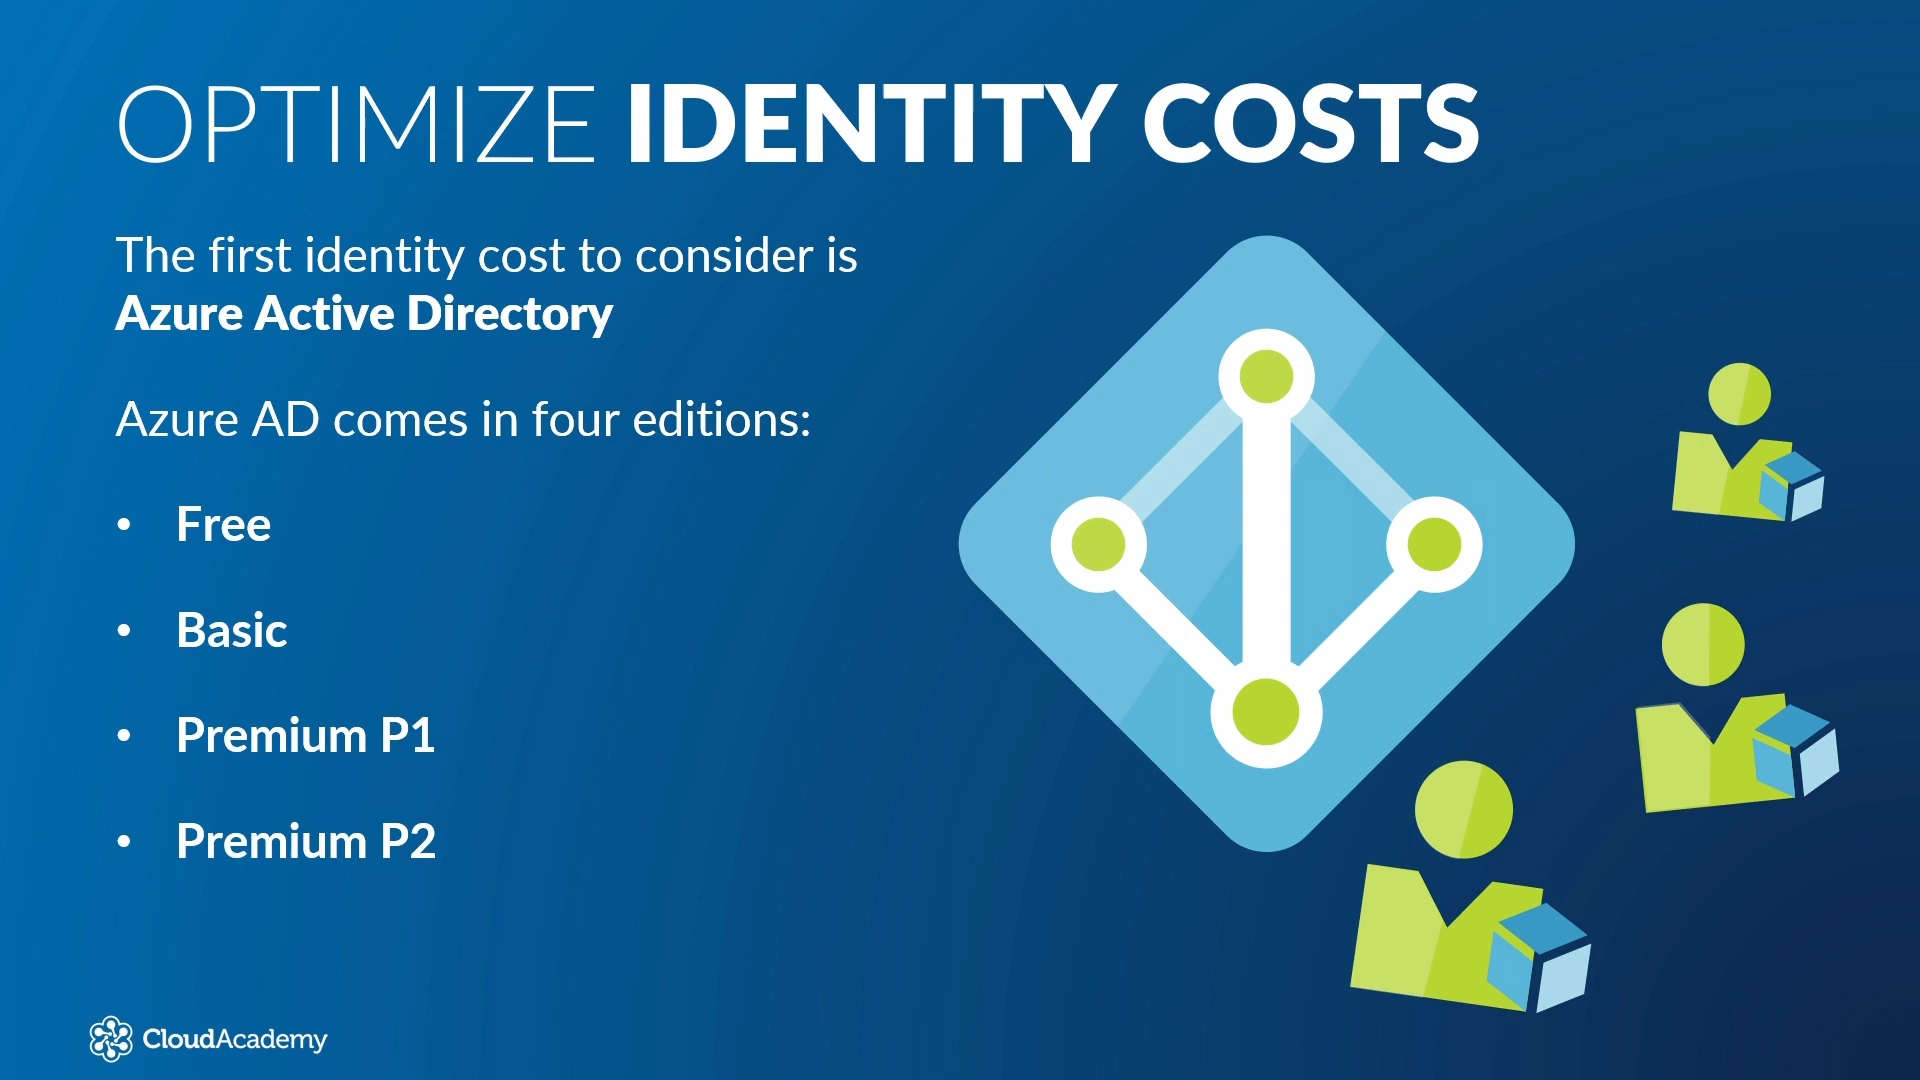 OPTIMIZE IDENTITY COSTS
The first identity cost to consider is
Azure Active Directory
Azure AD comes in four editions:
• Free
• Basic
• Premium P1
• Premium P2
CloudAcademy